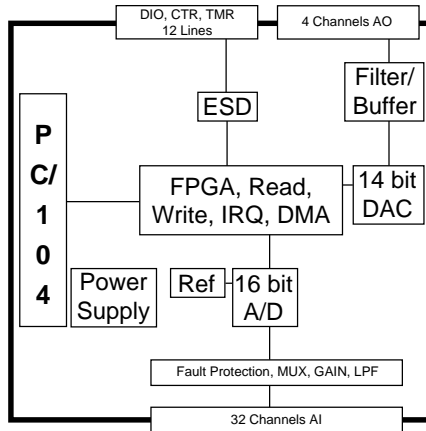 DIO, CTR, TMR
12 Lines
4 Channels AO
Filter/
Buffer
ESD
P
C/
1
0
4
FPGA, Read,
Write, IRQ, DMA
14 bit
DAC
Power
Supply
Ref
16 bit
A/D
Fault Protection, MUX, GAIN, LPF
32 Channels AI